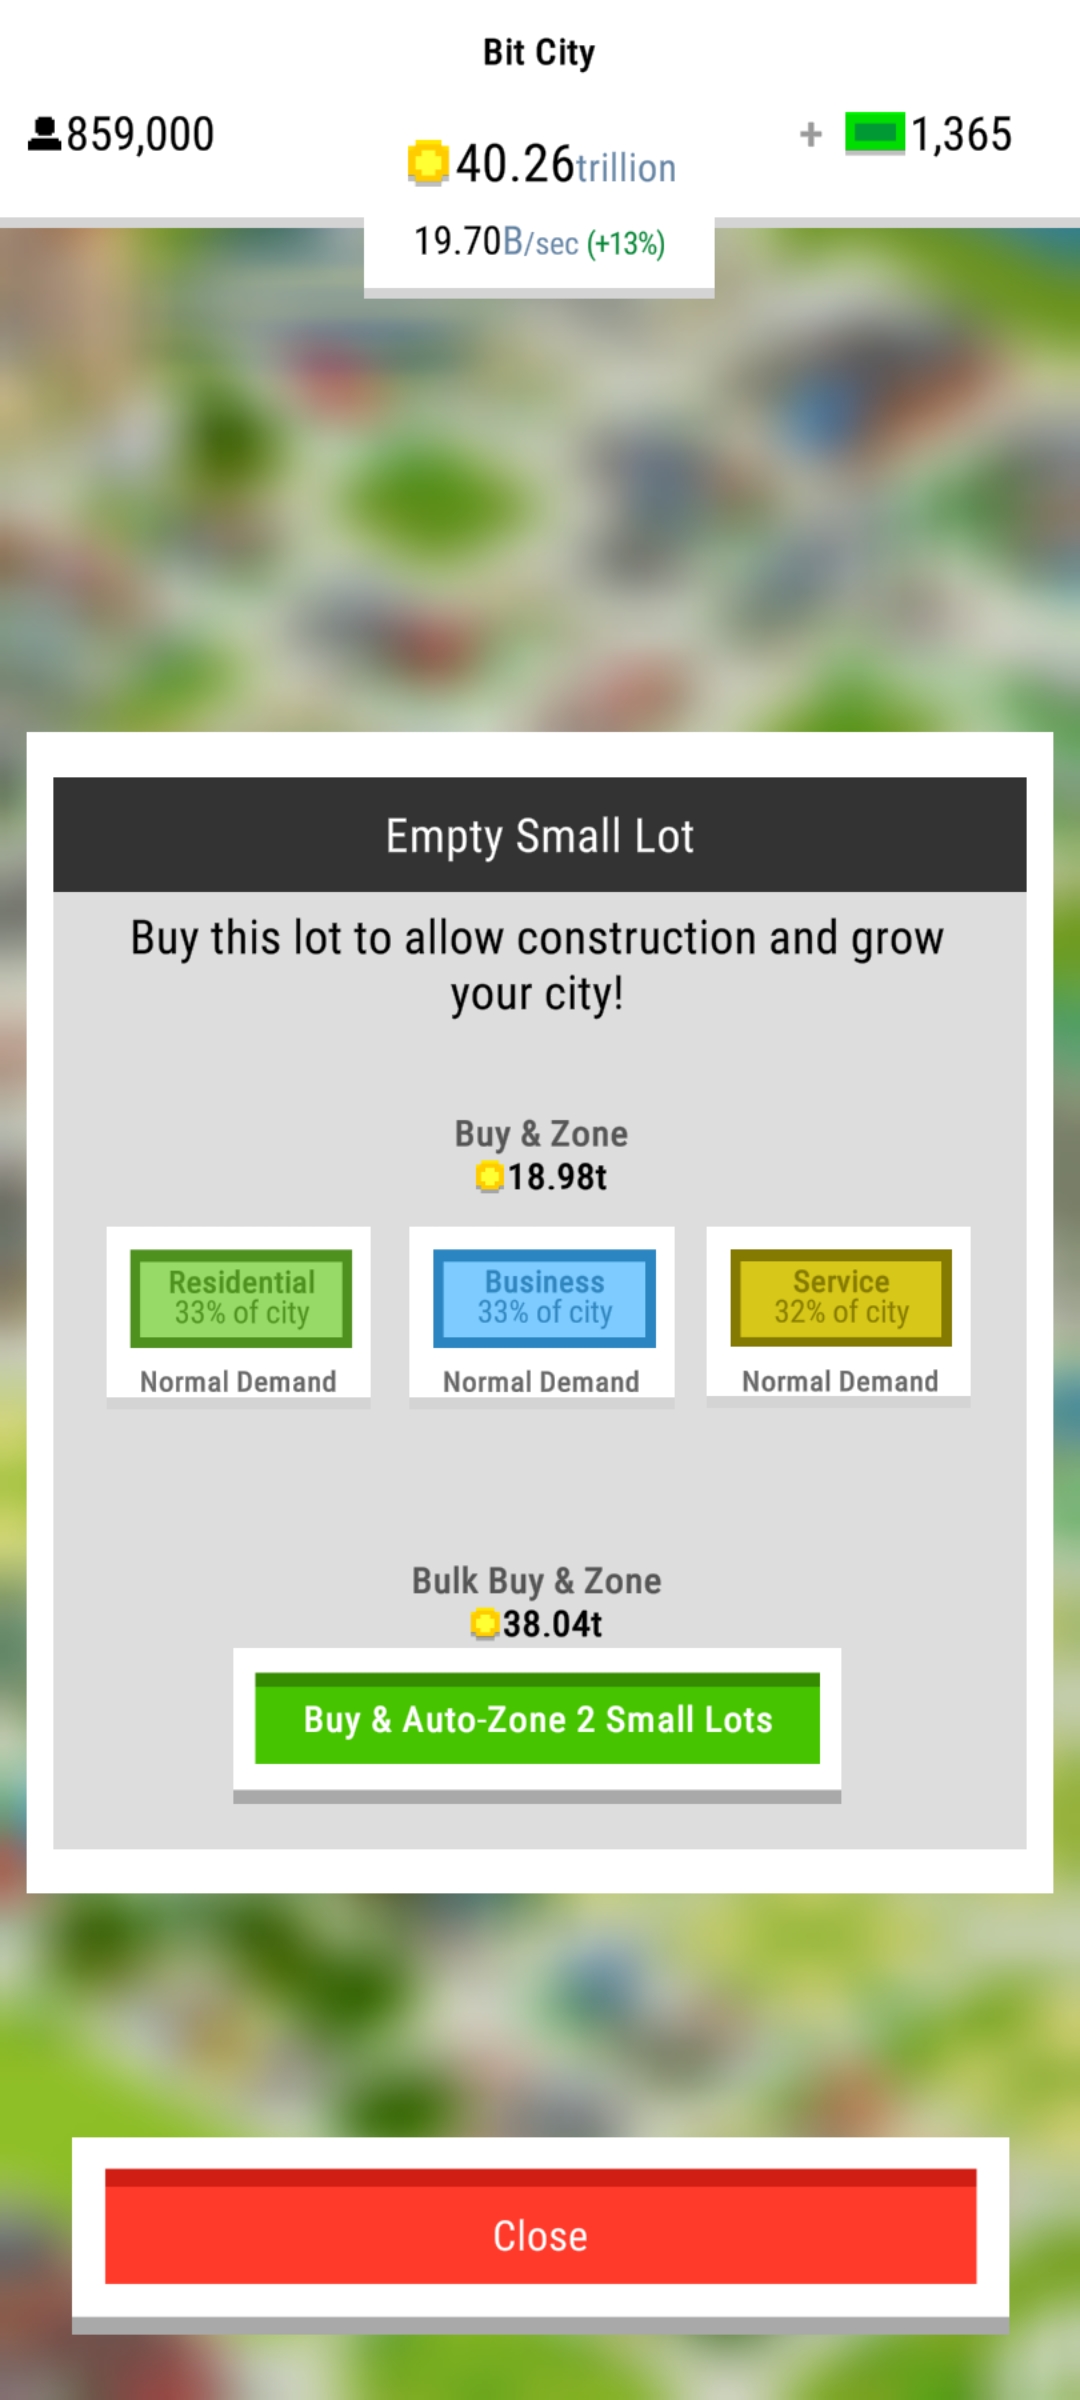 Bit City
859,000
+ 1,365
40.26trillion
19.70B/sec (+13%)
Empty Small Lot
Buy this lot to allow construction and grow
your city!
Buy & Zone
18.98t
Residential
33% of city
Normal Demand
Business
33% of city
Normal Demand
Service
32% of city
Normal Demand
Bulk Buy & Zone
38.04t
Buy & Auto-Zone 2 Small Lots
Close